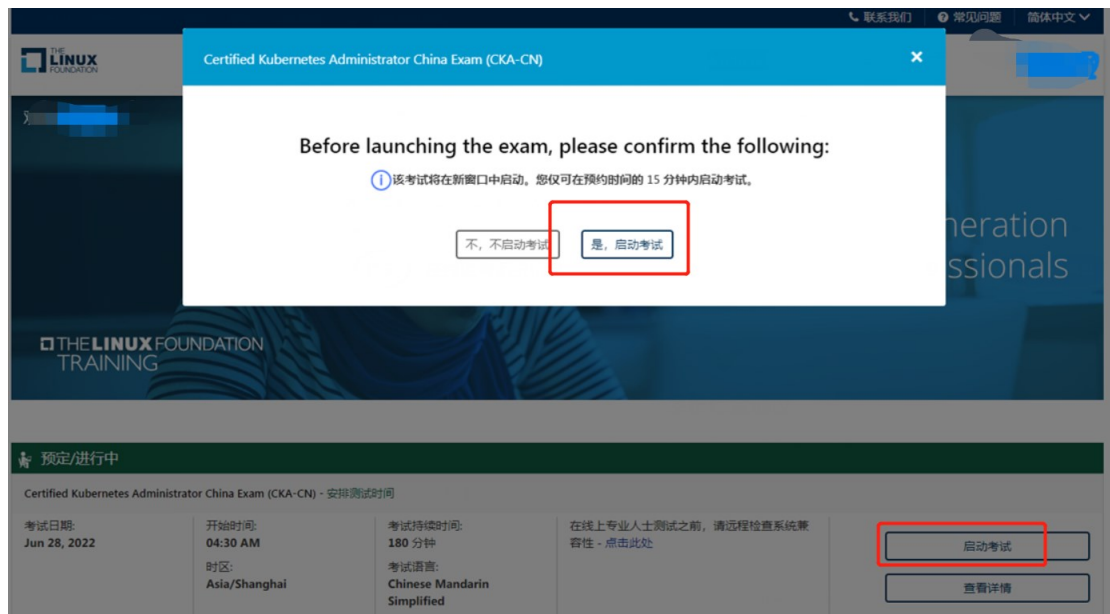 联系我们 常见问题 简体中文
THE
LINUX
FOUNDATION
Certified Kubernetes Administrator China Exam (CKA-CN)
Before launching the exam, please confirm the following:
该考试将在新窗口中启动。您仅可在预约时间的 15 分钟内启动考试。
不，不启动考试 是，启动考试
neration
ssionals
THE LINUX FOUNDATION
TRAINING
预定/进行中
Certified Kubernetes Administrator China Exam (CKA-CN) - 安排测试时间
考试日期:
Jun 28, 2022
开始时间:
04:30 AM
时区:
Asia/Shanghai
考试持续时间:
180 分钟
考试语言:
Chinese Mandarin
Simplified
在线上专业人士测试之前，请远程检查系统兼
容性 - 点击此处
启动考试
查看详情